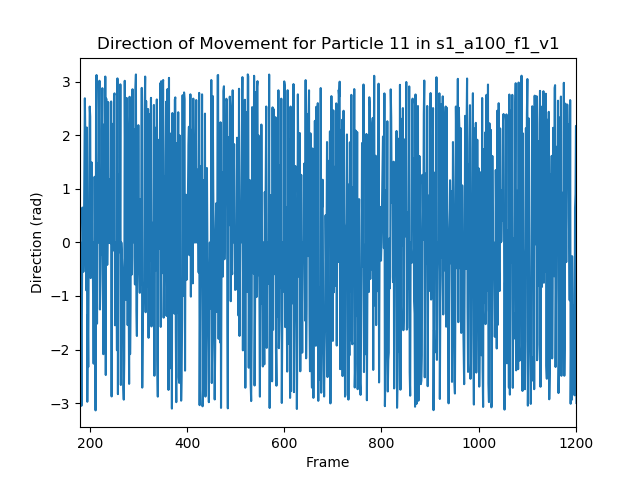 Direction of Movement for Particle 11 in s1_a100_f1_v1
3
2
1
0
−1
−2
−3
Direction (rad)
200 400 600 800 1000 1200
Frame